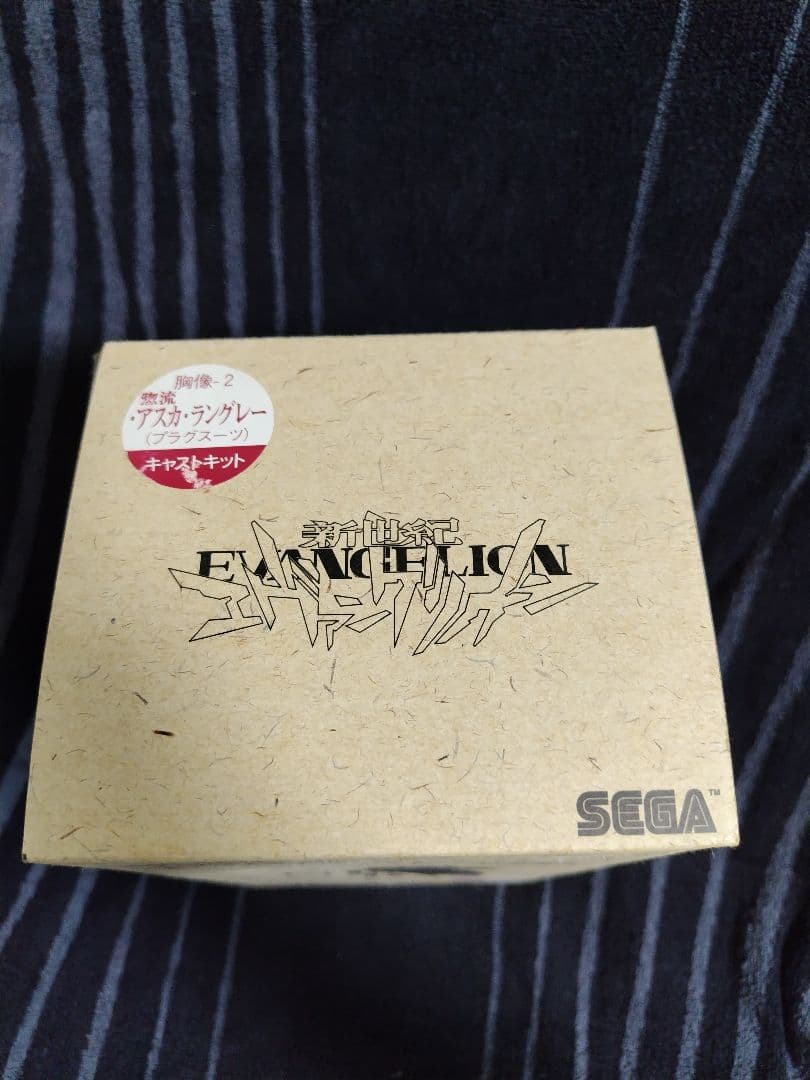 胸像-2
惣流
・アスカ・ラングレー
(プラグスーツ)
キャストキット
新世紀
EVANGELION
エヴァンゲリオン
SEGA™